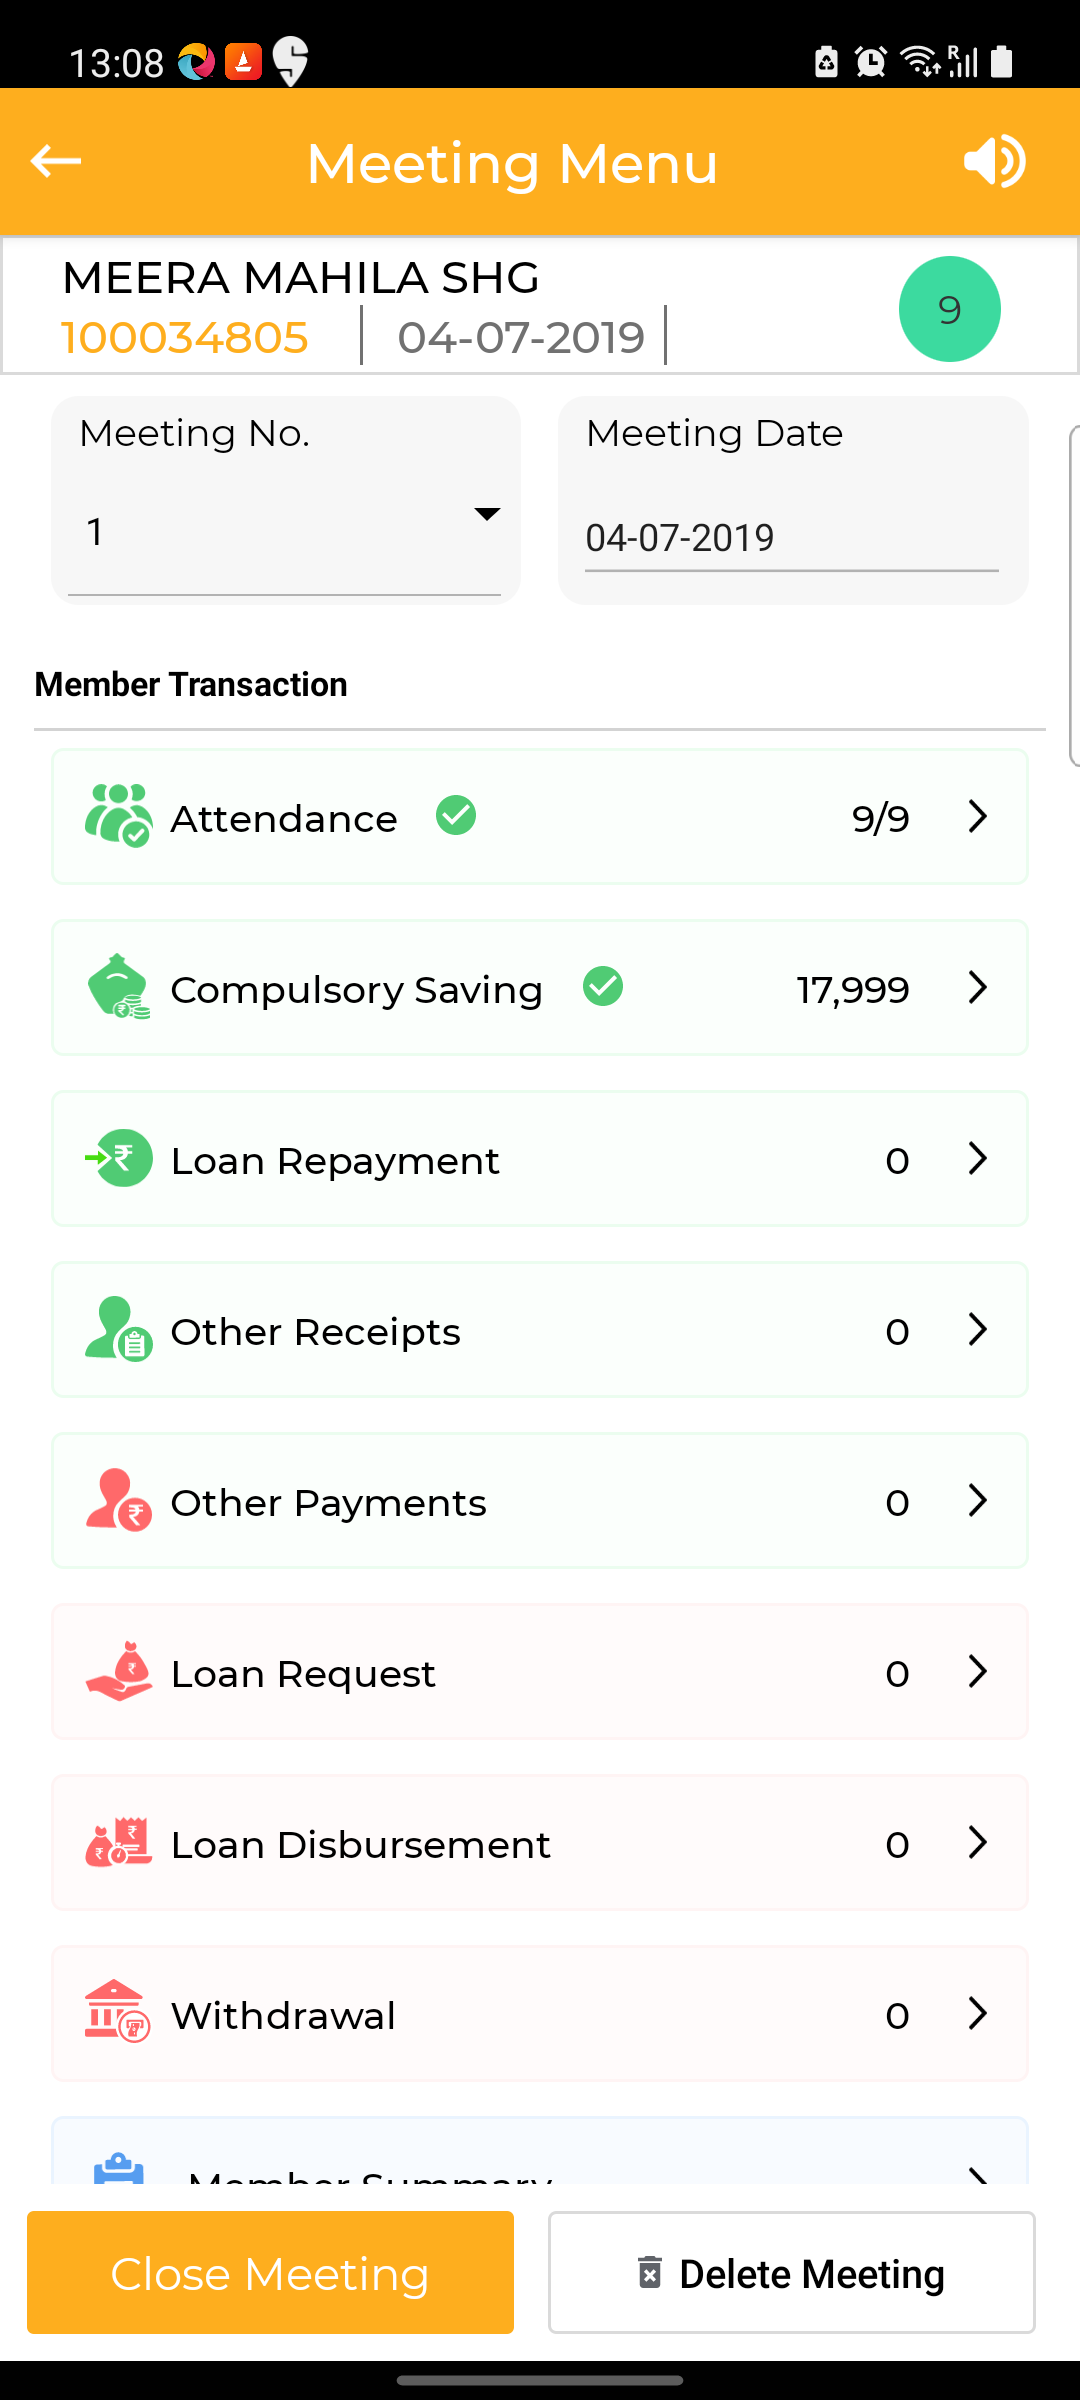 13:08
Meeting Menu
MEERA MAHILA SHG
100034805 04-07-2019
9
Meeting No. Meeting Date
1 04-07-2019
Member Transaction
Attendance 9/9
Compulsory Saving 17,999
Loan Repayment 0
Other Receipts 0
Other Payments 0
Loan Request 0
Loan Disbursement 0
Withdrawal 0
Member Summary
Close Meeting Delete Meeting